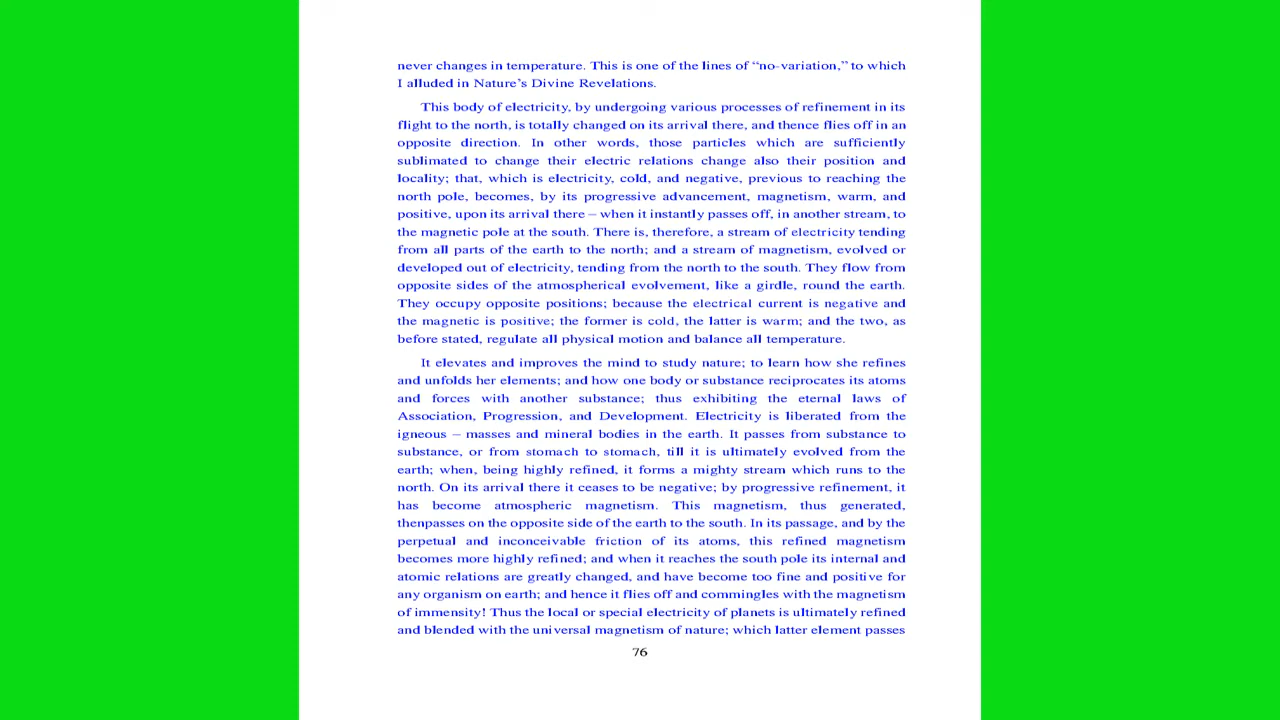 never changes in temperature. This is one of the lines of “no-variation,” to which
I alluded in Nature’s Divine Revelations.
This body of electricity, by undergoing various processes of refinement in its
flight to the north, is totally changed on its arrival there, and thence flies off in an
opposite direction. In other words, those particles which are sufficiently
sublimated to change their electric relations change also their position and
locality; that, which is electricity, cold, and negative, previous to reaching the
north pole, becomes, by its progressive advancement, magnetism, warm, and
positive, upon its arrival there – when it instantly passes off, in another stream, to
the magnetic pole at the south. There is, therefore, a stream of electricity tending
from all parts of the earth to the north; and a stream of magnetism, evolved or
developed out of electricity, tending from the north to the south. They flow from
opposite sides of the atmospherical evolvement, like a girdle, round the earth.
They occupy opposite positions; because the electrical current is negative and
the magnetic is positive; the former is cold, the latter is warm; and the two, as
before stated, regulate all physical motion and balance all temperature.
It elevates and improves the mind to study nature; to learn how she refines
and unfolds her elements; and how one body or substance reciprocates its atoms
and forces with another substance; thus exhibiting the eternal laws of
Association, Progression, and Development. Electricity is liberated from the
igneous – masses and mineral bodies in the earth. It passes from substance to
substance, or from stomach to stomach, till it is ultimately evolved from the
earth; when, being highly refined, it forms a mighty stream which runs to the
north. On its arrival there it ceases to be negative; by progressive refinement, it
has become atmospheric magnetism. This magnetism, thus generated,
thenpasses on the opposite side of the earth to the south. In its passage, and by the
perpetual and inconceivable friction of its atoms, this refined magnetism
becomes more highly refined; and when it reaches the south pole its internal and
atomic relations are greatly changed, and have become too fine and positive for
any organism on earth; and hence it flies off and commingles with the magnetism
of immensity! Thus the local or special electricity of planets is ultimately refined
and blended with the universal magnetism of nature; which latter element passes
76